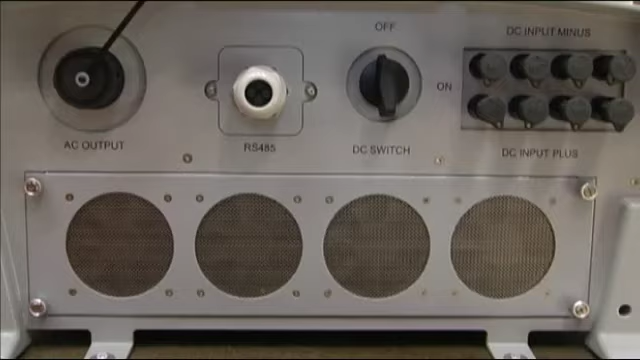 OFF
DC INPUT MINUS
ON
AC OUTPUT
RS485
DC SWITCH
DC INPUT PLUS